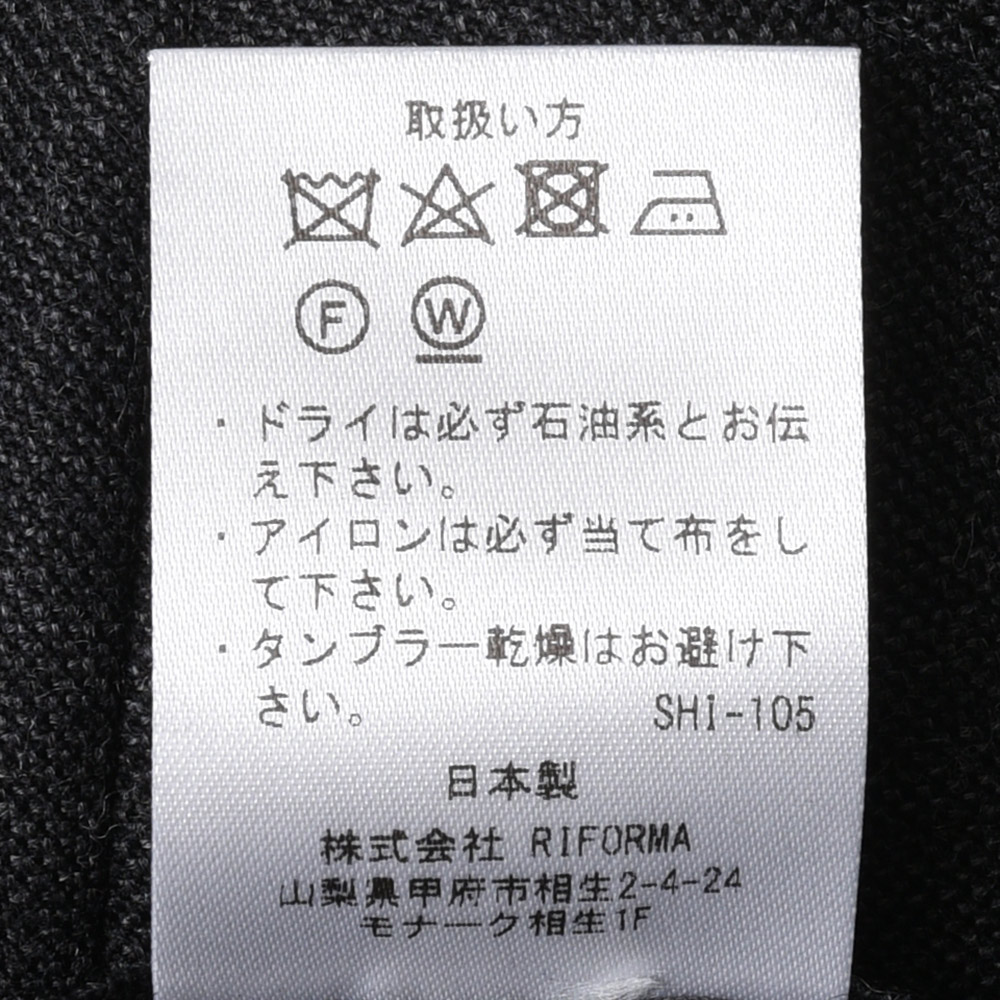 取扱い方
F W
・ドライは必ず石油系とお伝
え下さい。
・アイロンは必ず当て布をし
て下さい。
・タンブラー乾燥はお避け下
さい。 SHI-105
日本製
株式会社 RIFORMA
山梨県甲府市相生2-4-24
モナーク相生1F